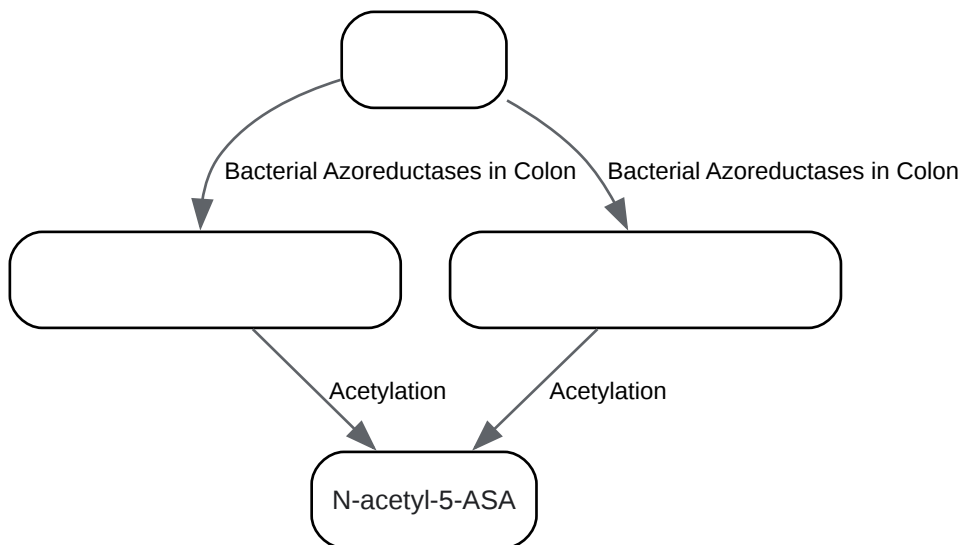 Bacterial Azoreductases in Colon
Bacterial Azoreductases in Colon
Acetylation
Acetylation
N-acetyl-5-ASA